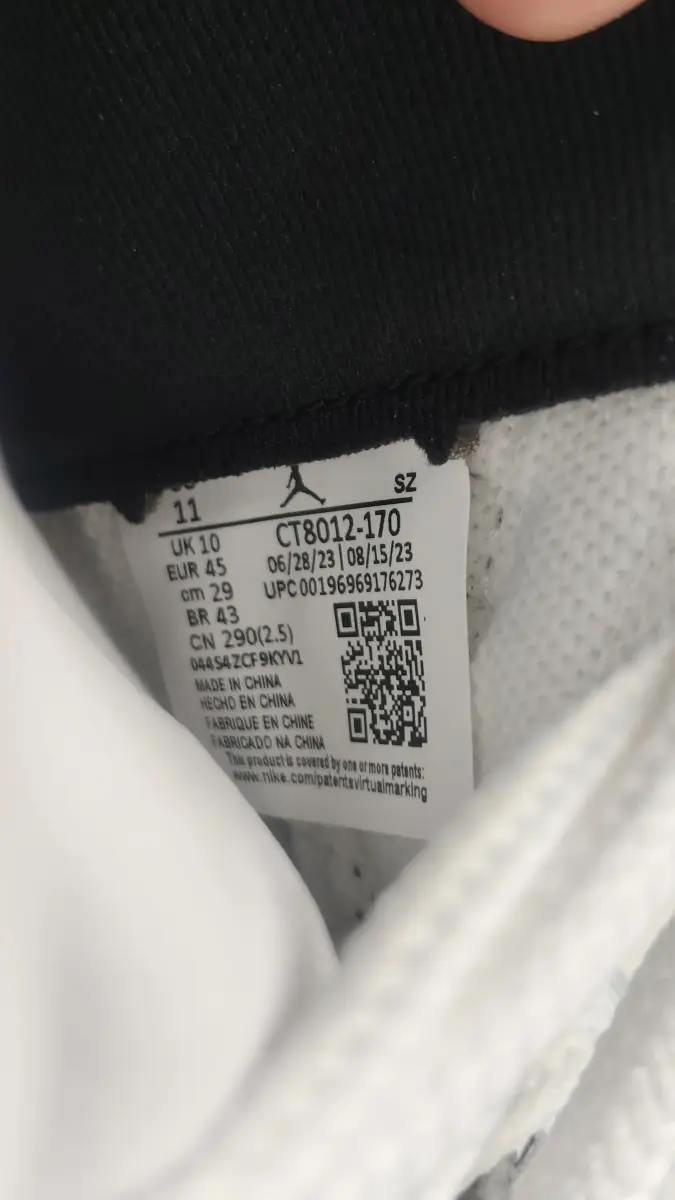 SZ
11
UK 10
EUR 45
cm 29
BR 43
CN 290(2.5)
CT8012-170
06/28/23 | 08/15/23
UPC00196969176273
044S4ZCF9KYV1
MADE IN CHINA
HECHO EN CHINA
FABRIQUE EN CHINE
FABRICADO NA CHINA
This product is covered by one or more patents:
www.nike.com/patentsvirtualmarking